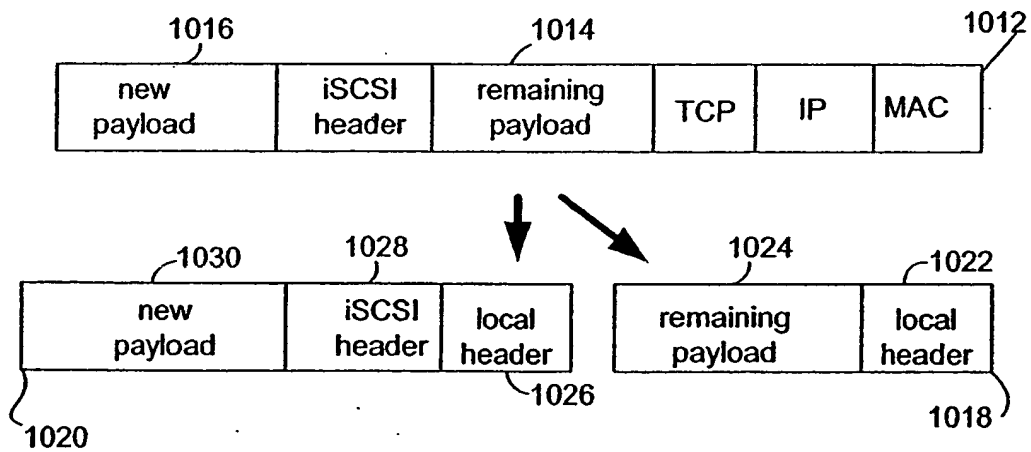 1016
1014
1012
new
payload
iSCSI
header
remaining
payload
TCP
IP
MAC
1030
1028
1024
1022
new
payload
iSCSI
header
local
header
remaining
payload
local
header
1026
1020
1018